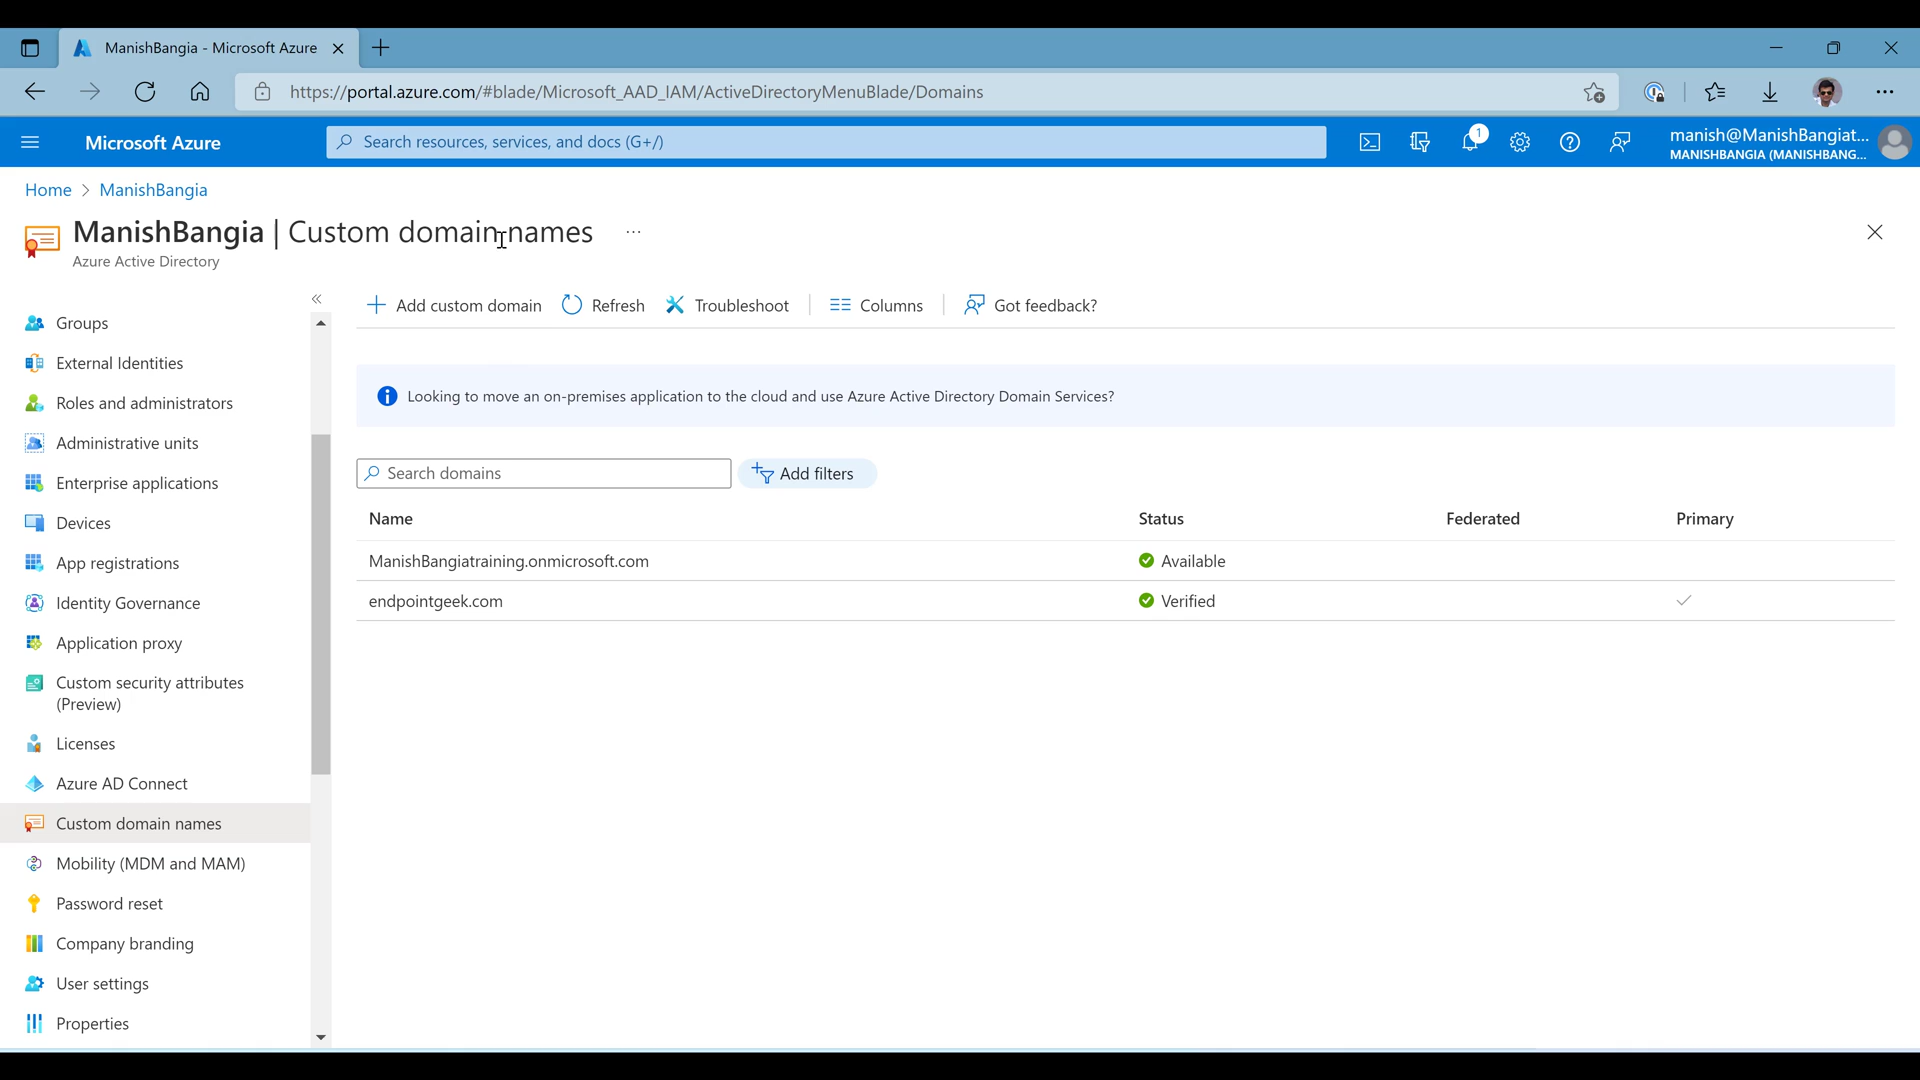 ManishBangia - Microsoft Azure
https://portal.azure.com/#blade/Microsoft_AAD_IAM/ActiveDirectoryMenuBlade/Domains
Microsoft Azure
Search resources, services, and docs (G+/)
1
manish@ManishBangiat...
MANISHBANGIA (MANISHBANG...
Home > ManishBangia
ManishBangia | Custom domain names ...
Azure Active Directory
«
Groups
External Identities
Roles and administrators
Administrative units
Enterprise applications
Devices
App registrations
Identity Governance
Application proxy
Custom security attributes
(Preview)
Licenses
Azure AD Connect
Custom domain names
Mobility (MDM and MAM)
Password reset
Company branding
User settings
Properties
Add custom domain Refresh Troubleshoot Columns Got feedback?
Looking to move an on-premises application to the cloud and use Azure Active Directory Domain Services?
Search domains Add filters
Name Status Federated Primary
ManishBangiatraining.onmicrosoft.com Available
endpointgeek.com Verified